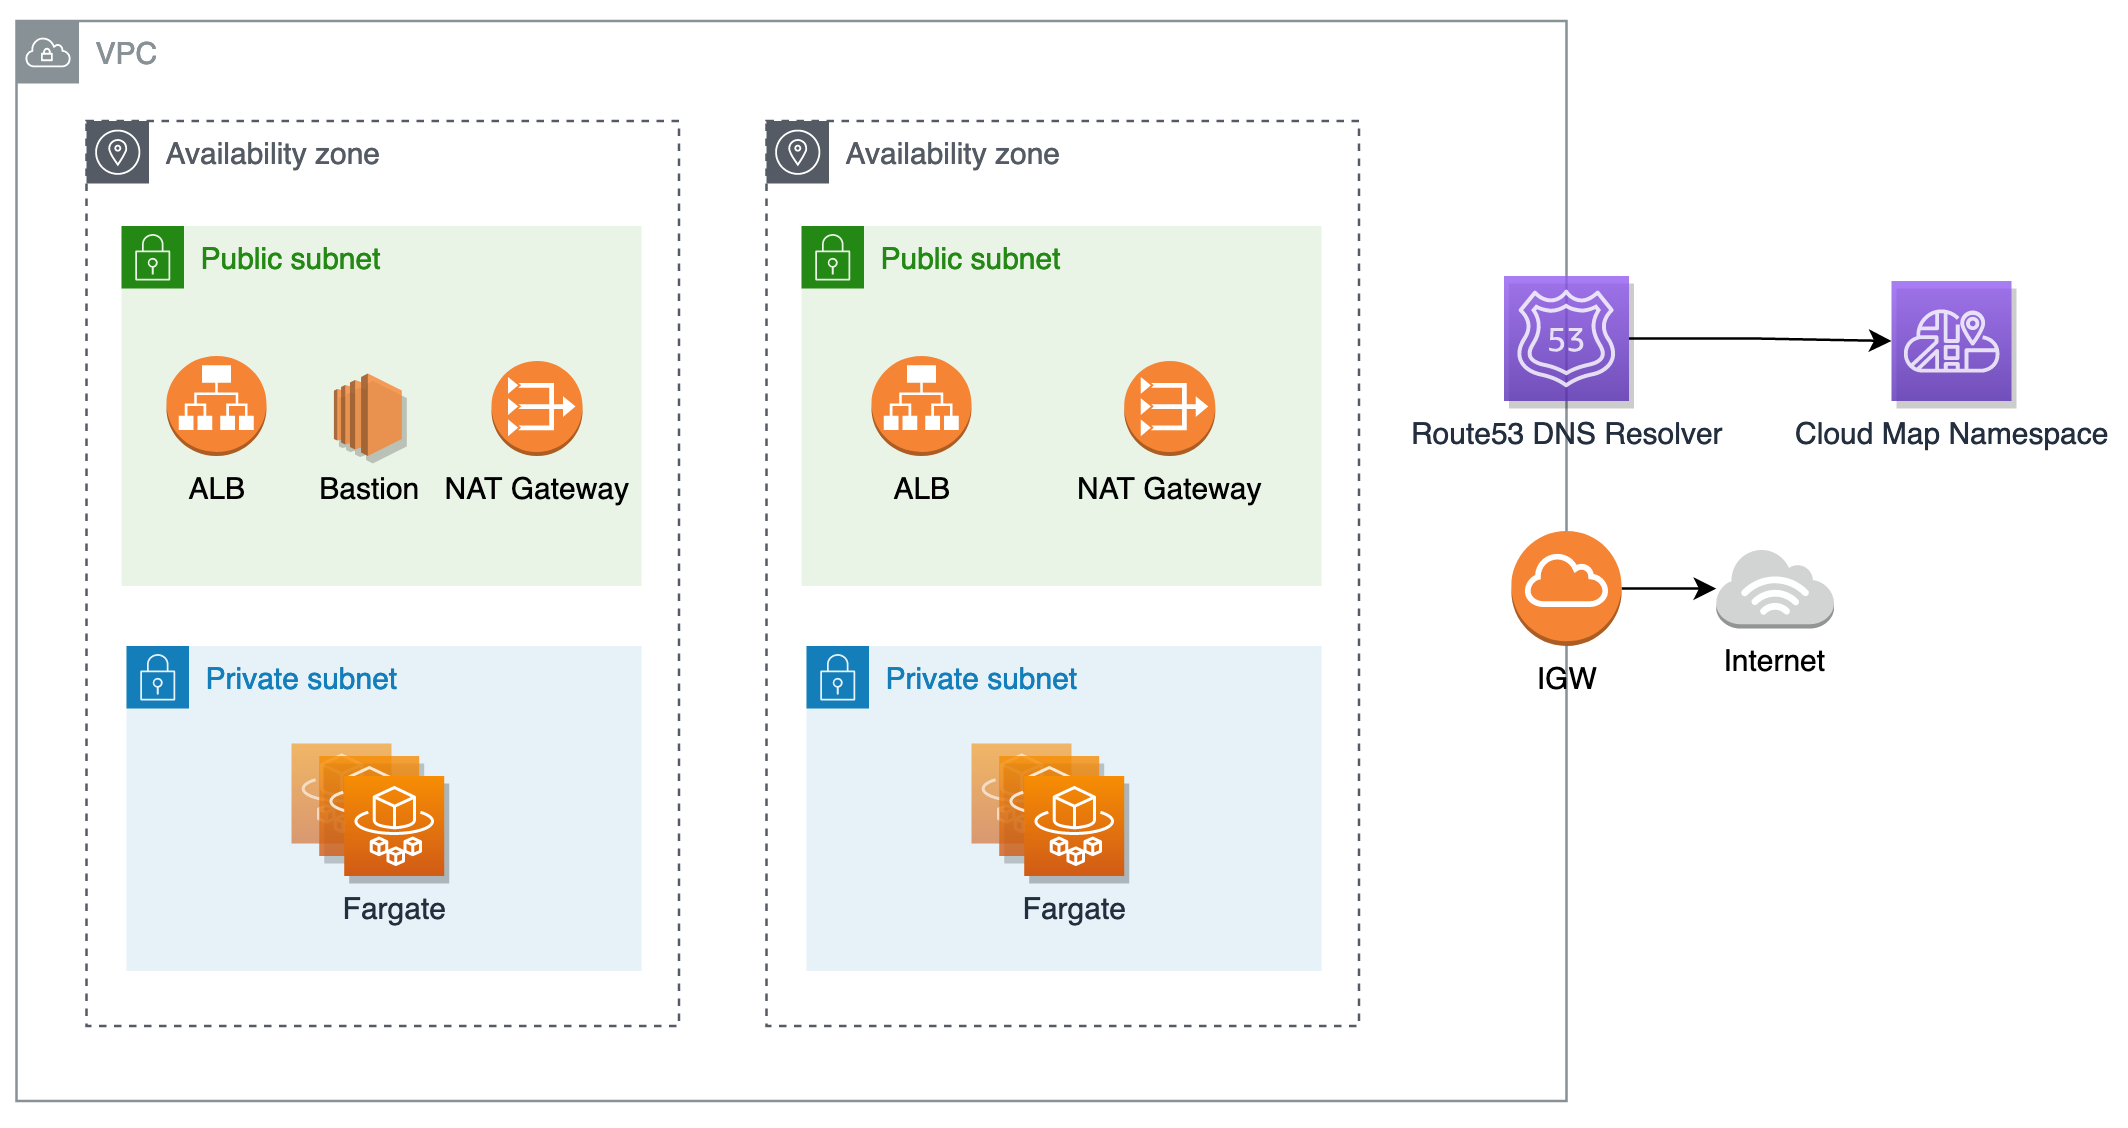 VPC
Availability zone
Public subnet
ALB
Bastion
NAT Gateway
Private subnet
Fargate
Availability zone
Public subnet
ALB
NAT Gateway
Private subnet
Fargate
53
Route53 DNS Resolver
Cloud Map Namespace
IGW
Internet